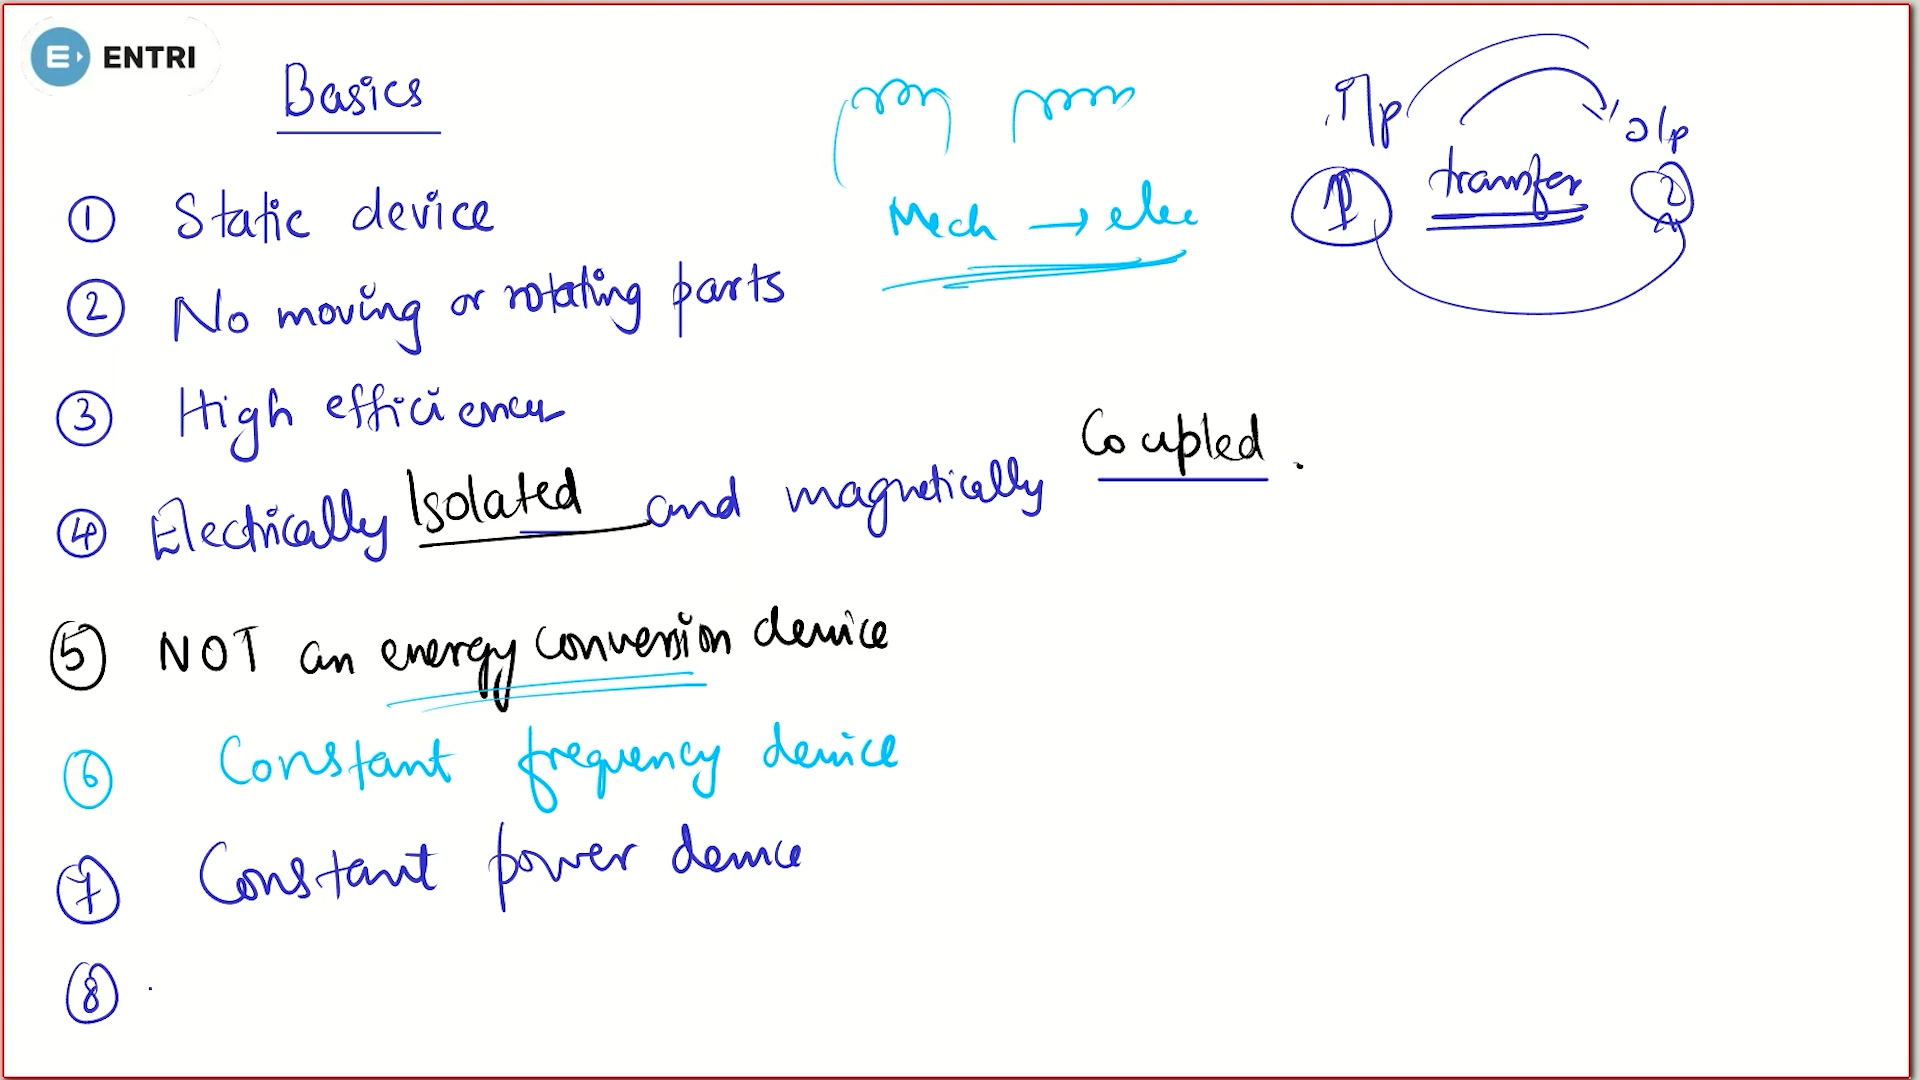 ENTRI
Basics
① Static device
② No moving or rotating parts
③ High efficiency
④ Electrically Isolated and magnetically Coupled.
⑤ NOT an energy conversion device
⑥ Constant frequency device
⑦ Constant power device
⑧
Mech → elec
I/p
o/p
transfer
1
2